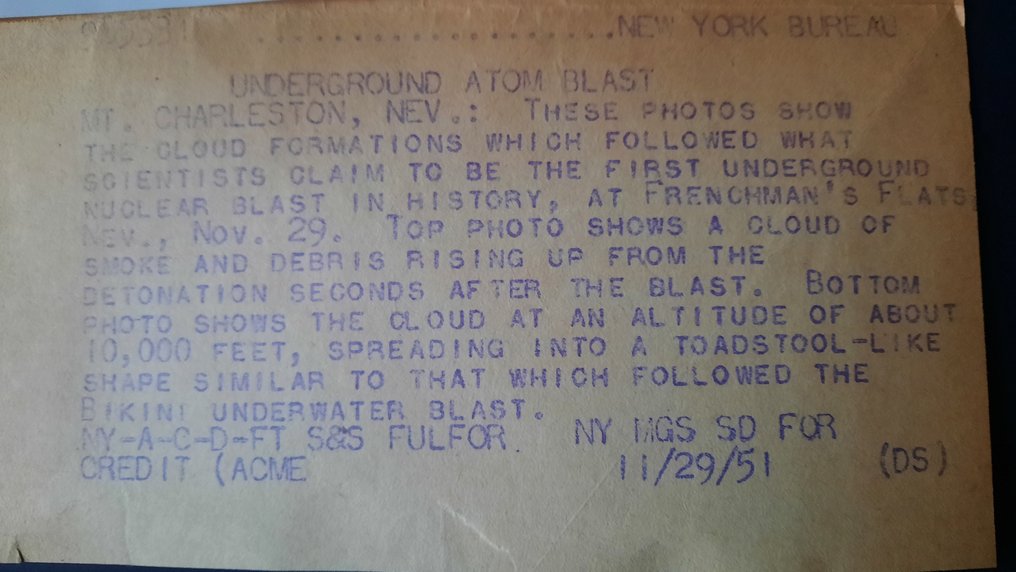 ....................NEW YORK BUREAU
UNDERGROUND ATOM BLAST
MT. CHARLESTON, NEV.: THESE PHOTOS SHOW
THE CLOUD FORMATIONS WHICH FOLLOWED WHAT
SCIENTISTS CLAIM TO BE THE FIRST UNDERGROUND
NUCLEAR BLAST IN HISTORY, AT FRENCHMAN'S FLATS,
NEV., NOV. 29. TOP PHOTO SHOWS A CLOUD OF
SMOKE AND DEBRIS RISING UP FROM THE
DETONATION SECONDS AFTER THE BLAST. BOTTOM
PHOTO SHOWS THE CLOUD AT AN ALTITUDE OF ABOUT
10,000 FEET, SPREADING INTO A TOADSTOOL-LIKE
SHAPE SIMILAR TO THAT WHICH FOLLOWED THE
BIKINI UNDERWATER BLAST.
NY-A-C-D-FT S&S FULFOR NY MGS SD FOR
CREDIT (ACME 11/29/51 (DS)